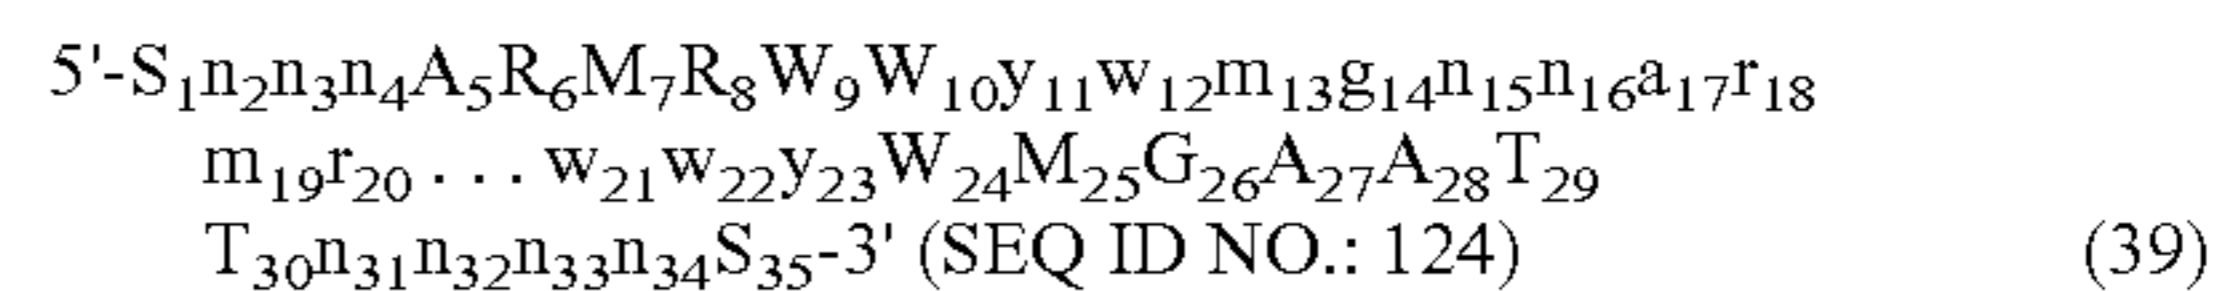 5'-S₁n₂n₃n₄A₅R₆M₇R₈W₉W₁₀y₁₁w₁₂m₁₃g₁₄n₁₅n₁₆a₁₇r₁₈
m₁₉r₂₀ . . . w₂₁w₂₂y₂₃W₂₄M₂₅G₂₆A₂₇A₂₈T₂₉
T₃₀n₃₁n₃₂n₃₃n₃₄S₃₅-3' (SEQ ID NO.: 124) (39)